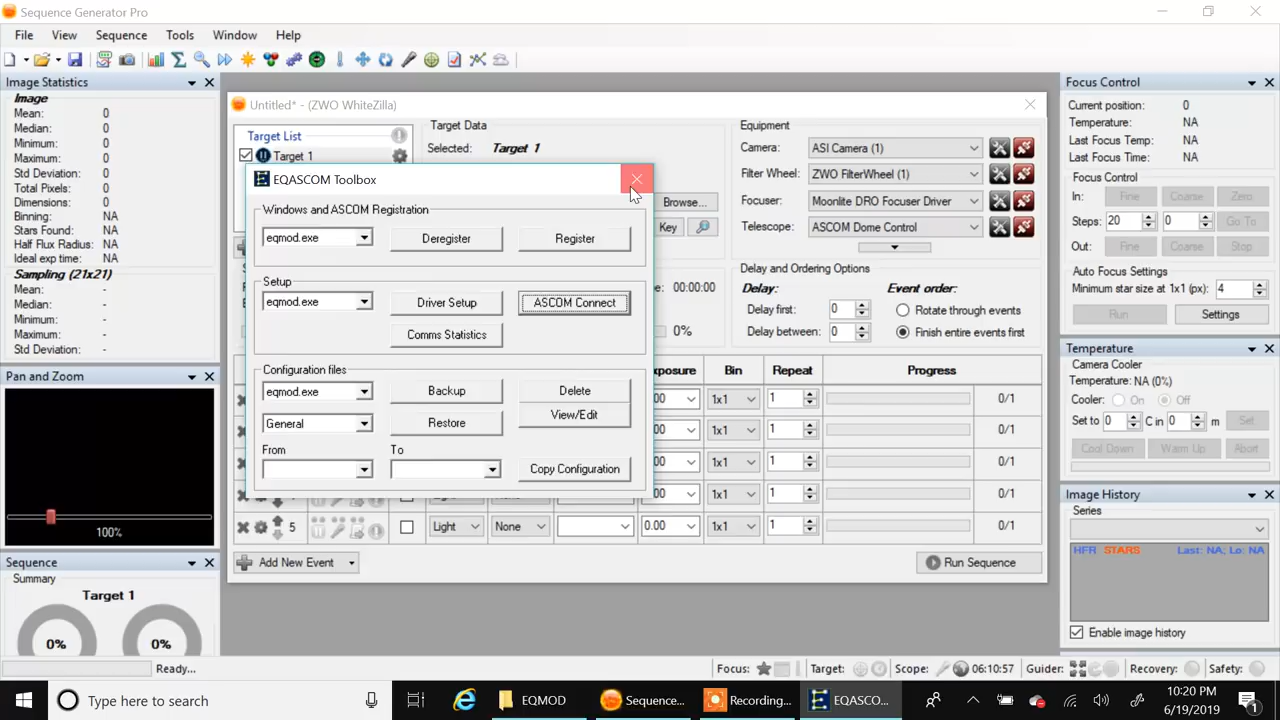 Sequence Generator Pro
File View Sequence Tools Window Help
Image Statistics
Image
Mean: 0
Median: 0
Minimum: 0
Maximum: 0
Std Deviation: 0
Total Pixels: 0
Dimensions: 0
Binning: NA
Stars Found: NA
Half Flux Radius: NA
Ideal exp time: NA
Sampling (21x21)
Mean: -
Median: -
Minimum: -
Maximum: -
Std Deviation: -
Pan and Zoom
100%
Sequence
Summary
Target 1
0% 0%
Ready...
Untitled* - (ZWO WhiteZilla)
Target List
Target 1
Target Data
Selected: Target 1
Browse...
Key
00:00:00
0%
EQASCOM Toolbox
Windows and ASCOM Registration
eqmod.exe Deregister Register
Setup
eqmod.exe Driver Setup ASCOM Connect
Comms Statistics
Configuration files
eqmod.exe Backup Delete
View/Edit
General Restore
From To
Copy Configuration
Equipment
Camera: ASI Camera (1)
Filter Wheel: ZWO FilterWheel (1)
Focuser: Moonlite DRO Focuser Driver
Telescope: ASCOM Dome Control
Delay and Ordering Options
Delay: Event order:
Delay first: 0 Rotate through events
Delay between: 0 Finish entire events first
xposure Bin Repeat Progress
00 1x1 1 0/1
00 1x1 1 0/1
00 1x1 1 0/1
00 1x1 1 0/1
5 Light None 0.00 1x1 1 0/1
Add New Event Run Sequence
Focus Control
Current position: 0
Temperature: NA
Last Focus Temp: NA
Last Focus Time: NA
Focus Control
In: Fine Coarse Zero
Steps: 20 0 Go To
Out: Fine Coarse Stop
Auto Focus Settings
Minimum star size at 1x1 (px): 4
Run Settings
Temperature
Camera Cooler
Temperature: NA (0%)
Cooler: On Off
Set to 0 C in 0 m Set
Cool Down Warm Up Abort
Image History
Series
HFR STARS Last: NA; Lo: NA
Enable image history
Focus: Target: Scope: 06:10:57 Guider: Recovery: Safety:
Type here to search
EQMOD
Sequence...
Recording...
EQASCO...
10:20 PM
6/19/2019
1